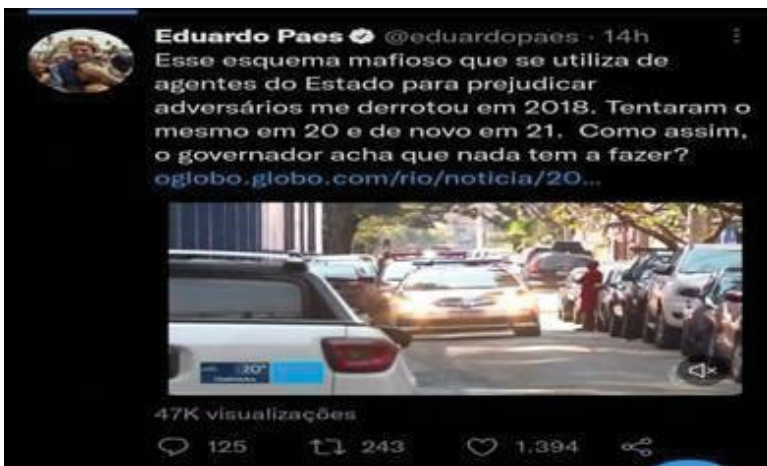 Eduardo Paes @eduardopaes · 14h
Esse esquema mafioso que se utiliza de
agentes do Estado para prejudicar
adversários me derrotou em 2018. Tentaram o
mesmo em 20 e de novo em 21. Como assim,
o governador acha que nada tem a fazer?
oglobo.globo.com/rio/noticia/20...
20°
47K visualizações
125 243 1.394